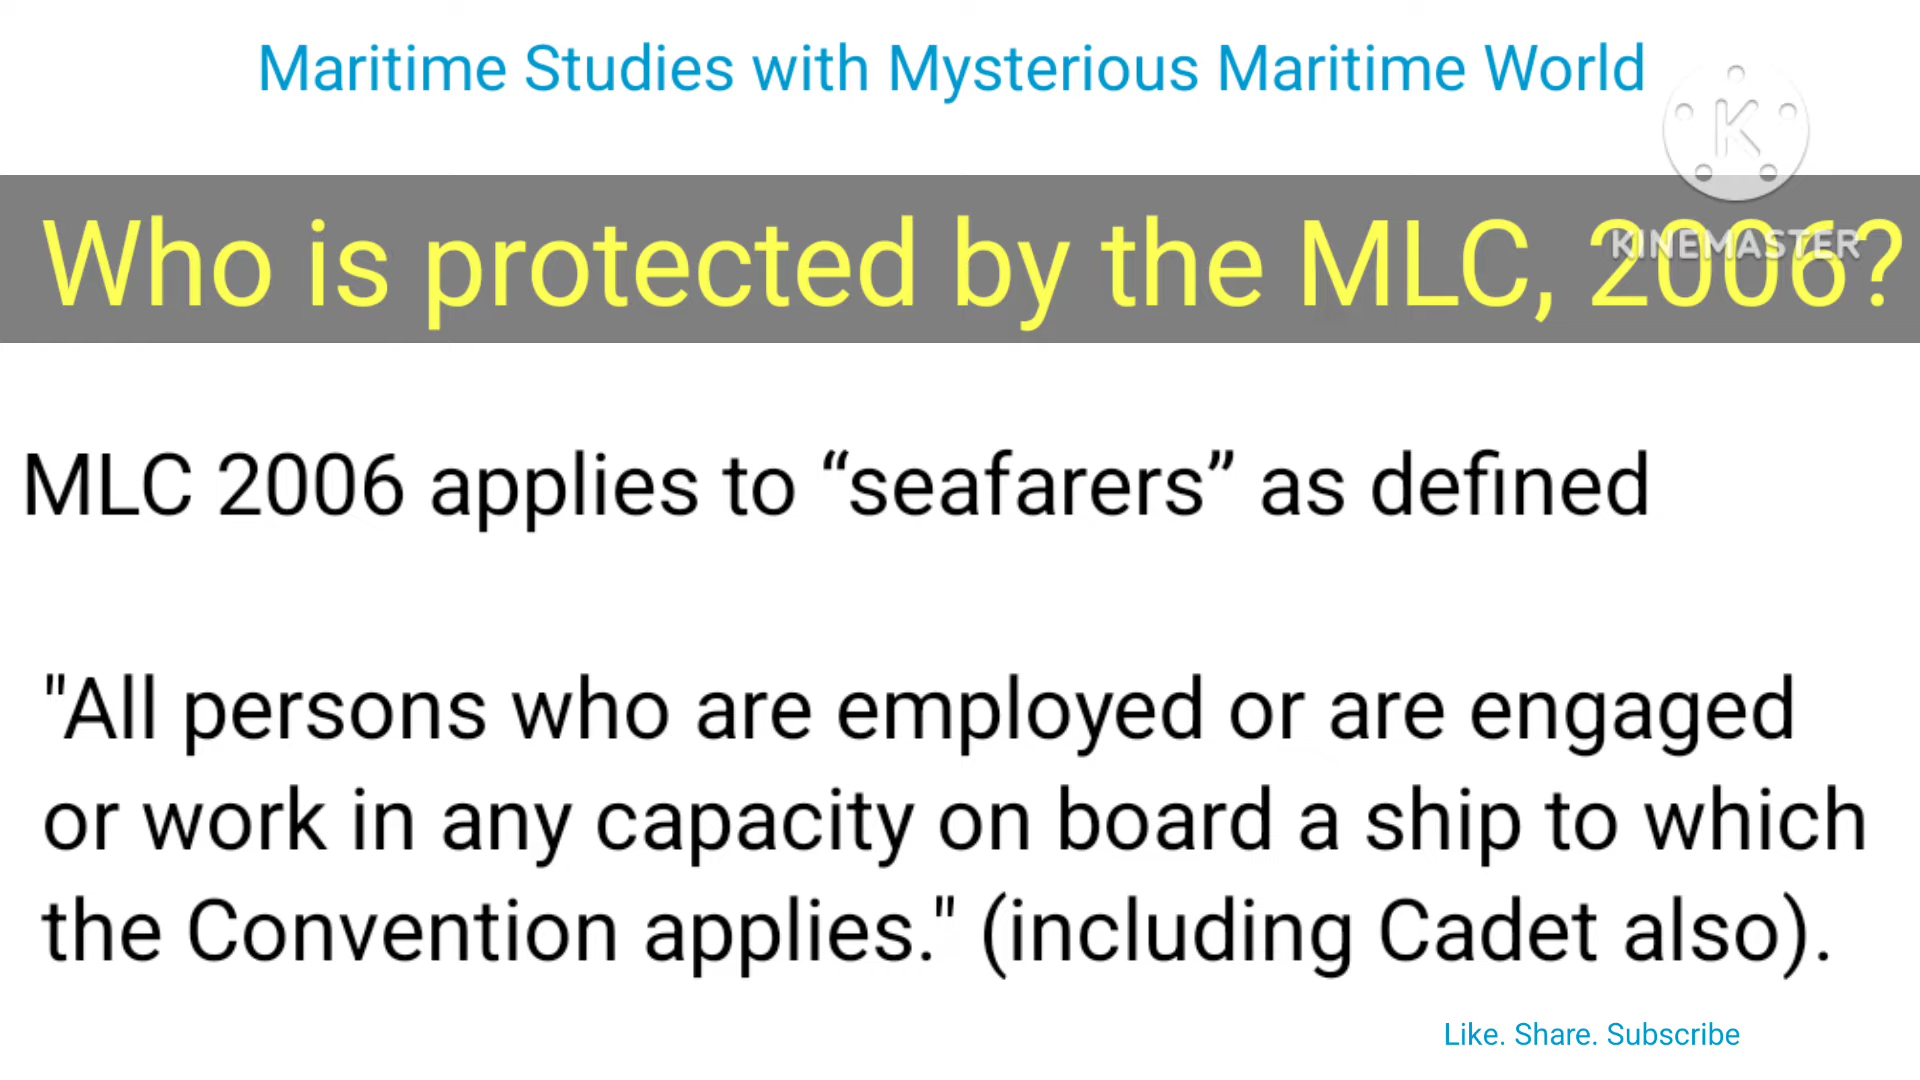 Maritime Studies with Mysterious Maritime World
K
KINEMASTER
Who is protected by the MLC, 2006?
MLC 2006 applies to “seafarers” as defined
"All persons who are employed or are engaged
or work in any capacity on board a ship to which
the Convention applies." (including Cadet also).
Like. Share. Subscribe